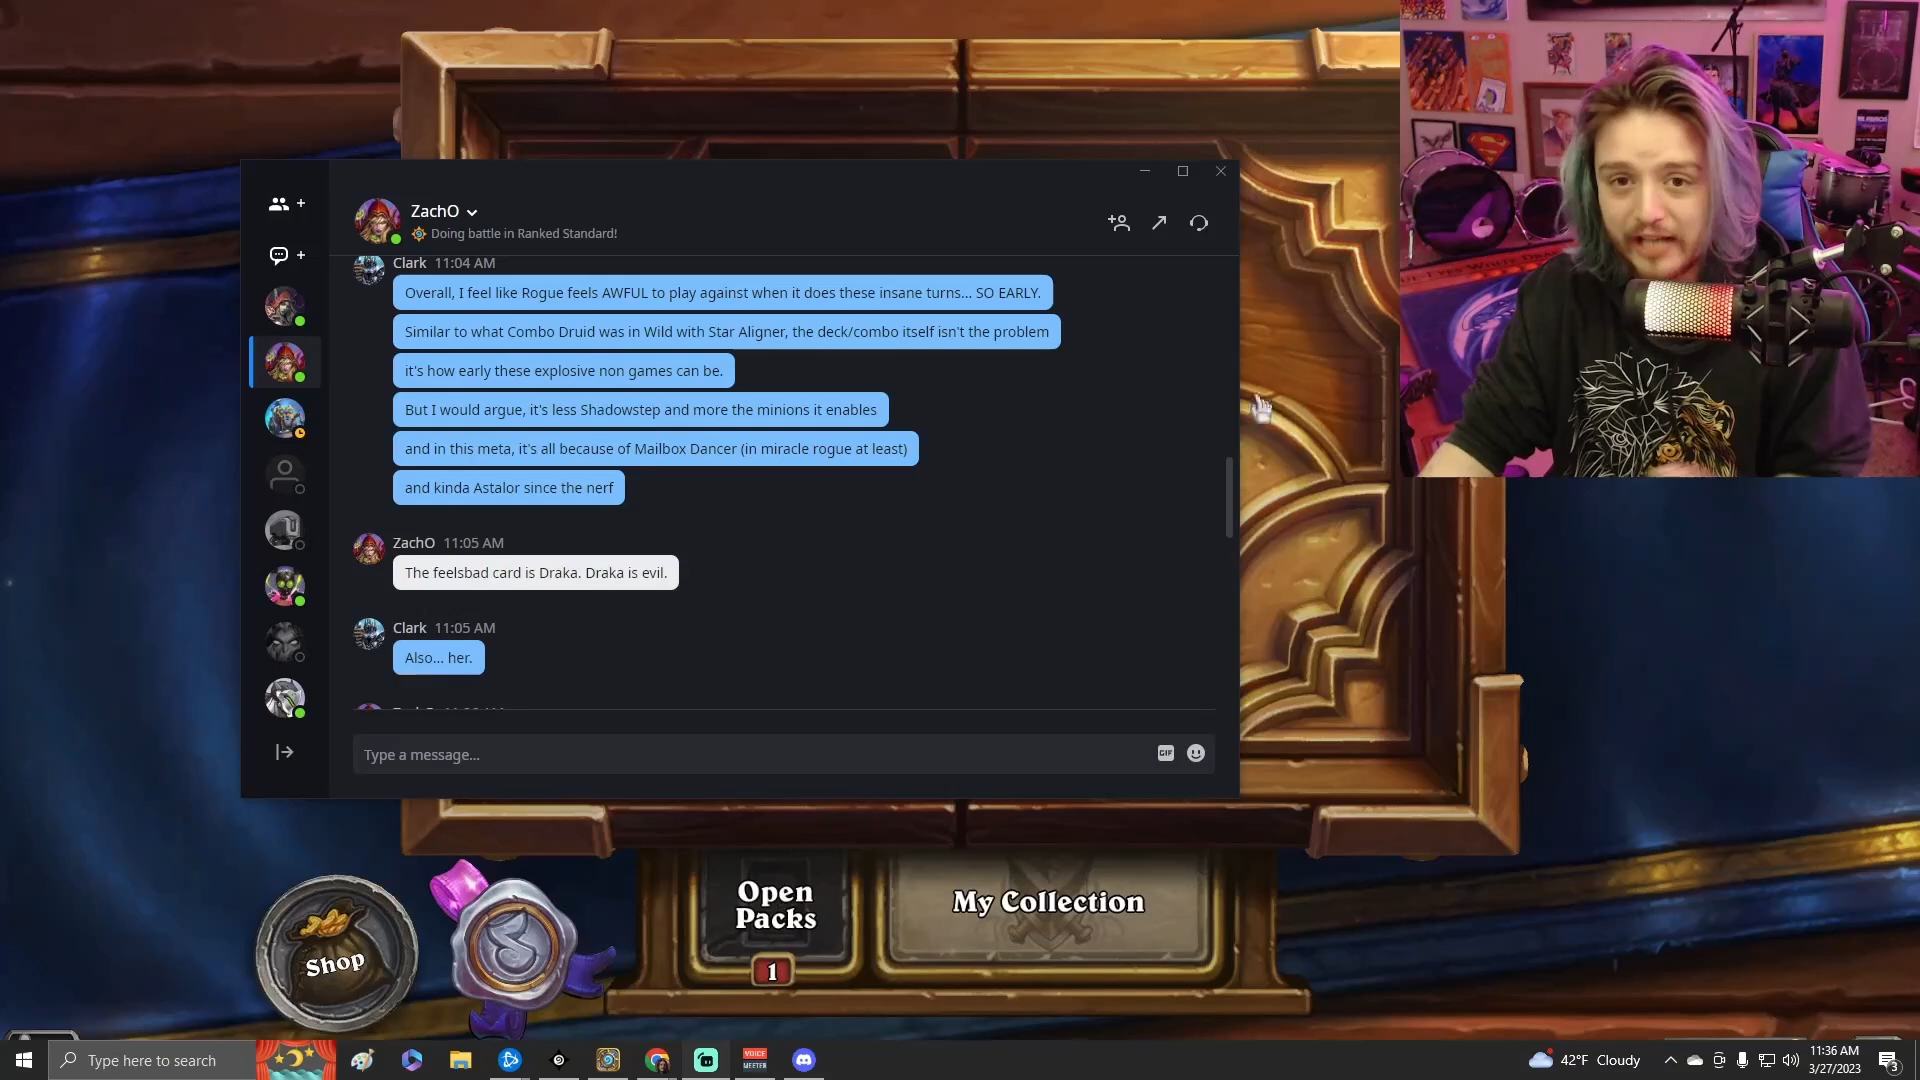 ZachO
Doing battle in Ranked Standard!
Clark 11:04 AM
Overall, I feel like Rogue feels AWFUL to play against when it does these insane turns... SO EARLY.
Similar to what Combo Druid was in Wild with Star Aligner, the deck/combo itself isn't the problem
it's how early these explosive non games can be.
But I would argue, it's less Shadowstep and more the minions it enables
and in this meta, it's all because of Mailbox Dancer (in miracle rogue at least)
and kinda Astalor since the nerf
ZachO 11:05 AM
The feelsbad card is Draka. Draka is evil.
Clark 11:05 AM
Also... her.
Type a message...
GIF
Shop
Open
Packs
1
My Collection
Type here to search
VOICE
MEETER
42°F Cloudy
11:36 AM
3/27/2023
3